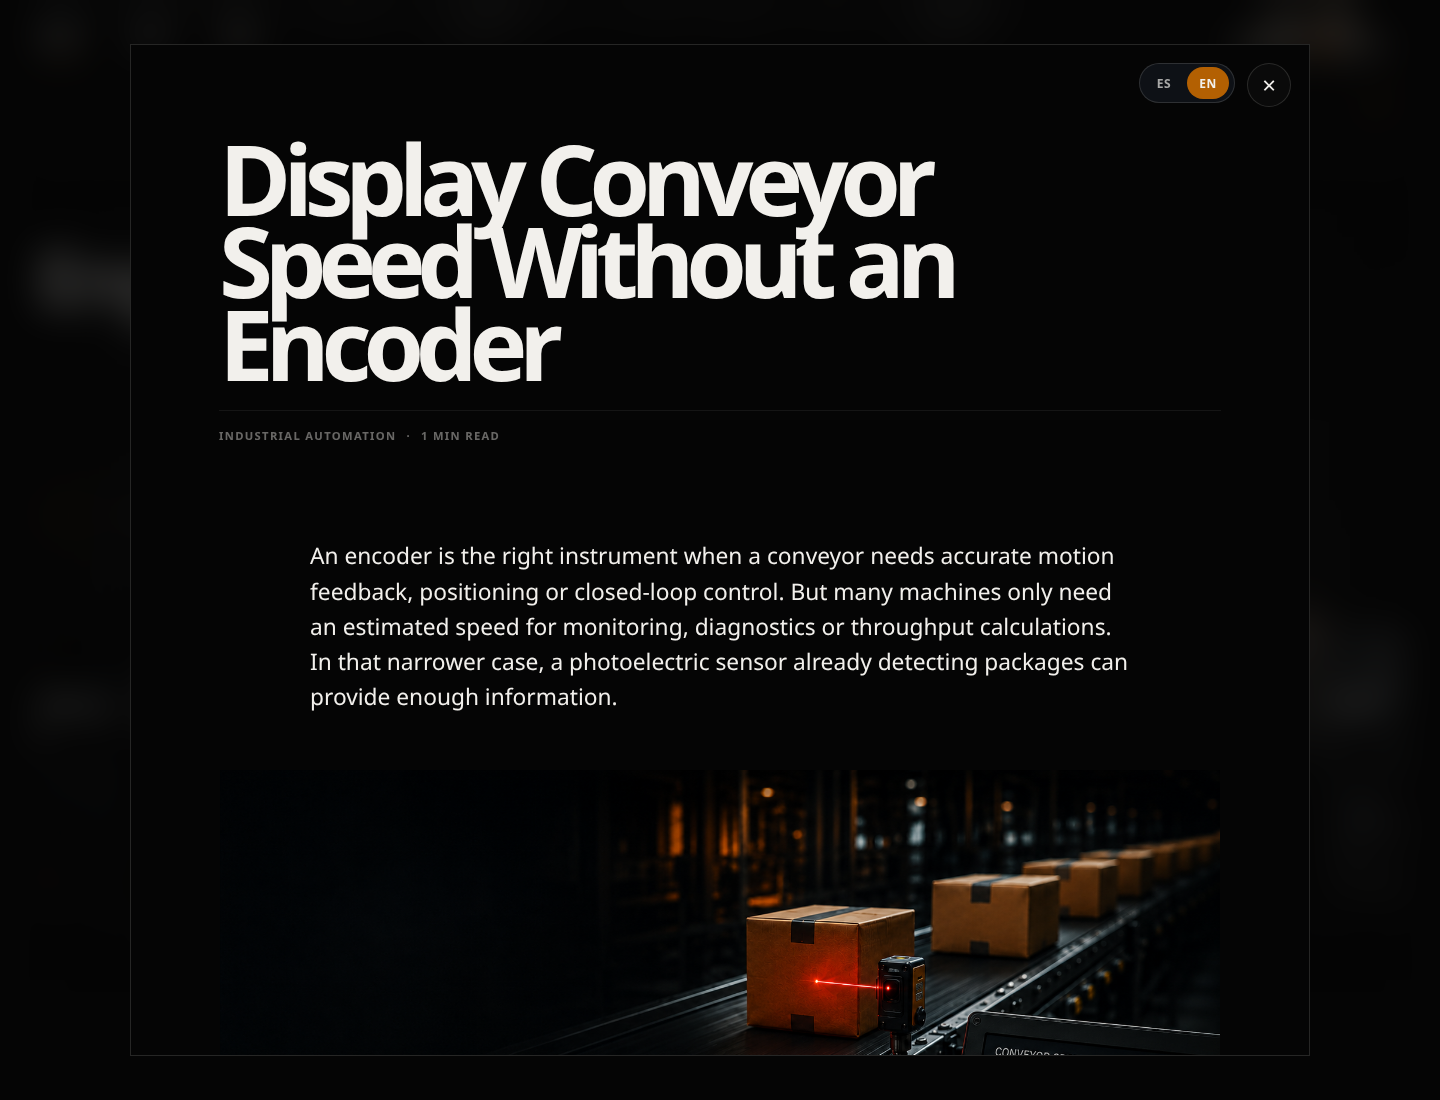 ES EN ×
Display Conveyor
Speed Without an
Encoder
INDUSTRIAL AUTOMATION · 1 MIN READ
An encoder is the right instrument when a conveyor needs accurate motion
feedback, positioning or closed-loop control. But many machines only need
an estimated speed for monitoring, diagnostics or throughput calculations.
In that narrower case, a photoelectric sensor already detecting packages can
provide enough information.
CONVEYOR